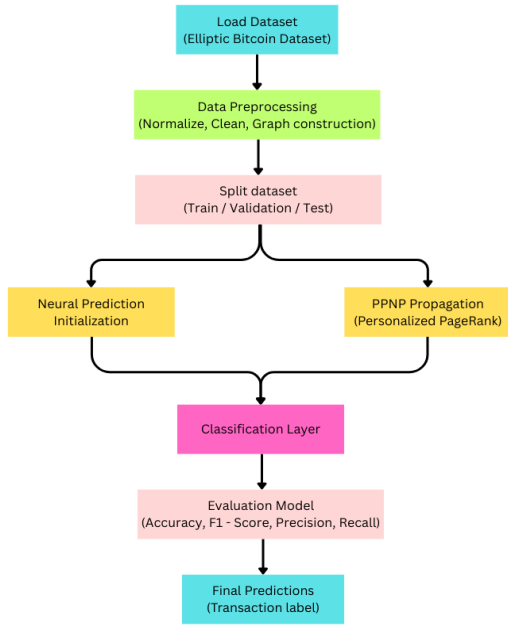 Load Dataset
(Elliptic Bitcoin Dataset)
Data Preprocessing
(Normalize, Clean, Graph construction)
Split dataset
(Train / Validation / Test)
Neural Prediction
Initialization
PPNP Propagation
(Personalized PageRank)
Classification Layer
Evaluation Model
(Accuracy, F1 - Score, Precision, Recall)
Final Predictions
(Transaction label)